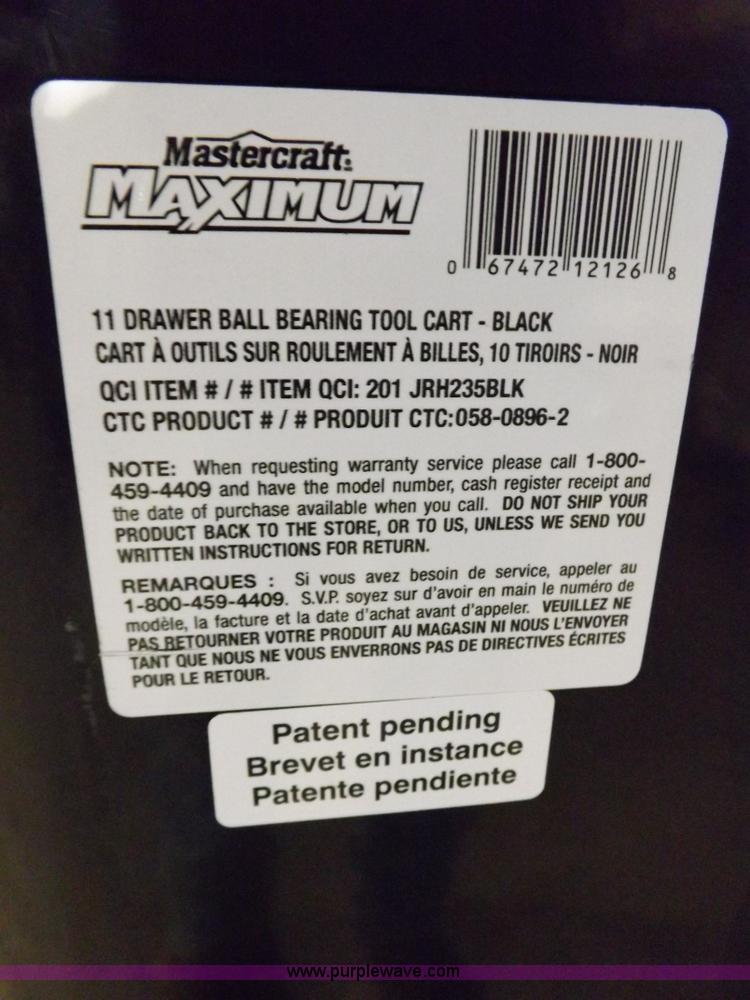 Mastercraft
MAXIMUM
0 67472 12126 8
11 DRAWER BALL BEARING TOOL CART - BLACK
CART À OUTILS SUR ROULEMENT À BILLES, 10 TIROIRS - NOIR
QCI ITEM # / # ITEM QCI: 201 JRH235BLK
CTC PRODUCT # / # PRODUIT CTC:058-0896-2
NOTE: When requesting warranty service please call 1-800-
459-4409 and have the model number, cash register receipt and
the date of purchase available when you call. DO NOT SHIP YOUR
PRODUCT BACK TO THE STORE, OR TO US, UNLESS WE SEND YOU
WRITTEN INSTRUCTIONS FOR RETURN.
REMARQUES : Si vous avez besoin de service, appeler au
1-800-459-4409. S.V.P. soyez sur d'avoir en main le numéro de
modèle, la facture et la date d'achat avant d'appeler. VEUILLEZ NE
PAS RETOURNER VOTRE PRODUIT AU MAGASIN NI NOUS L'ENVOYER
TANT QUE NOUS NE VOUS ENVERRONS PAS DE DIRECTIVES ÉCRITES
POUR LE RETOUR.
Patent pending
Brevet en instance
Patente pendiente
www.purplewave.com